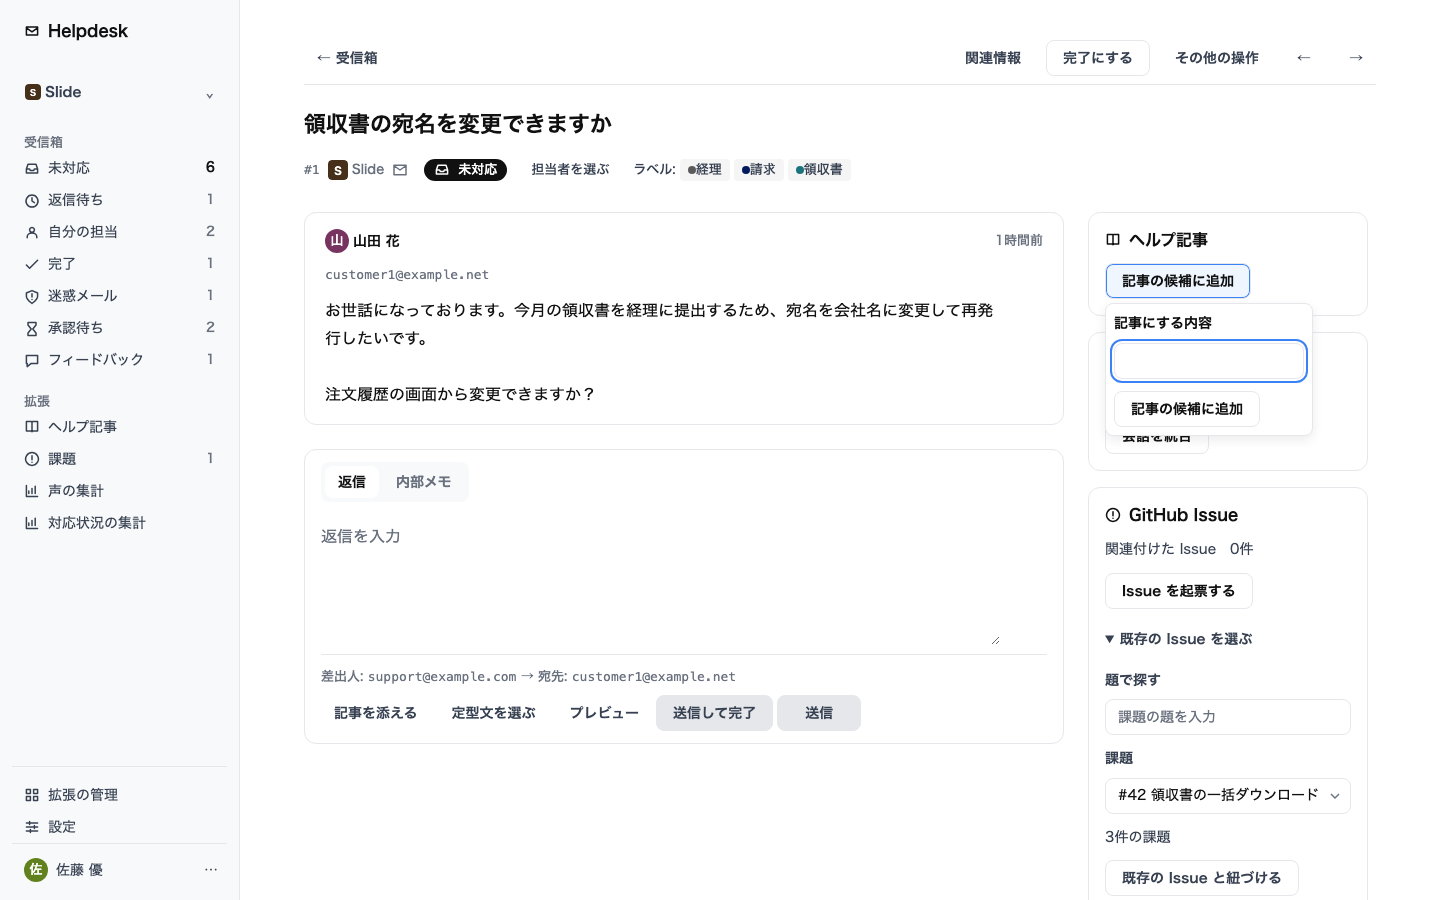 Helpdesk
S Slide
受信箱
未対応 6
返信待ち 1
自分の担当 2
完了 1
迷惑メール 1
承認待ち 2
フィードバック 1
拡張
ヘルプ記事
課題 1
声の集計
対応状況の集計
拡張の管理
設定
佐 佐藤 優 …
← 受信箱 関連情報 完了にする その他の操作 ← →
領収書の宛名を変更できますか
#1 S Slide 未対応 担当者を選ぶ ラベル: 経理 請求 領収書
山 山田 花 1時間前
customer1@example.net
お世話になっております。今月の領収書を経理に提出するため、宛名を会社名に変更して再発
行したいです。
注文履歴の画面から変更できますか？
返信 内部メモ
返信を入力
差出人: support@example.com → 宛先: customer1@example.net
記事を添える 定型文を選ぶ プレビュー 送信して完了 送信
ヘルプ記事
記事の候補に追加
記事にする内容
記事の候補に追加
会話を統合
GitHub Issue
関連付けた Issue 0件
Issue を起票する
▼ 既存の Issue を選ぶ
題で探す
課題の題を入力
課題
#42 領収書の一括ダウンロード
3件の課題
既存の Issue と紐づける